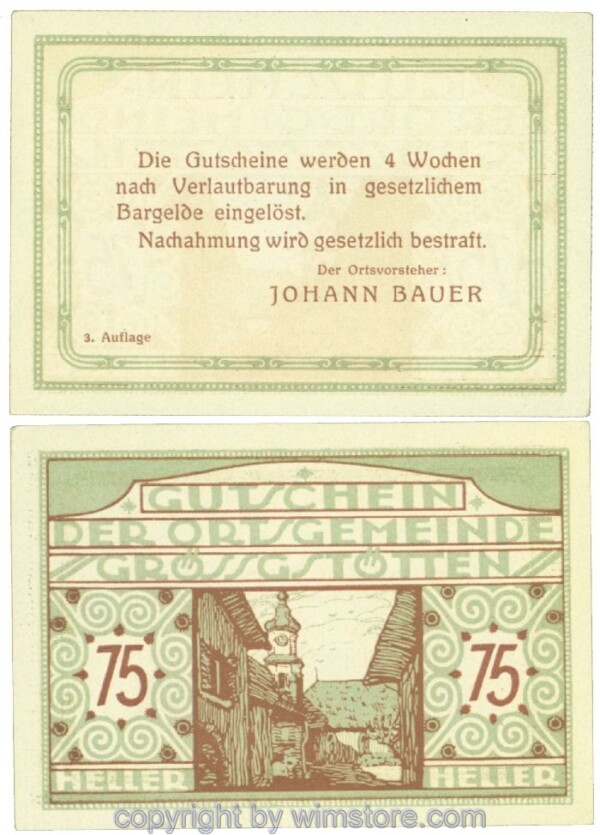 Die Gutscheine werden 4 Wochen
nach Verlautbarung in gesetzlichem
Bargelde eingelöst.
Nachahmung wird gesetzlich bestraft.
Der Ortsvorsteher:
JOHANN BAUER
3. Auflage
GUTSCHEIN
DER ORTSGEMEINDE
GRÖSSGSTÖTTEN
75 75
HELLER HELLER
copyright by wimstore.com